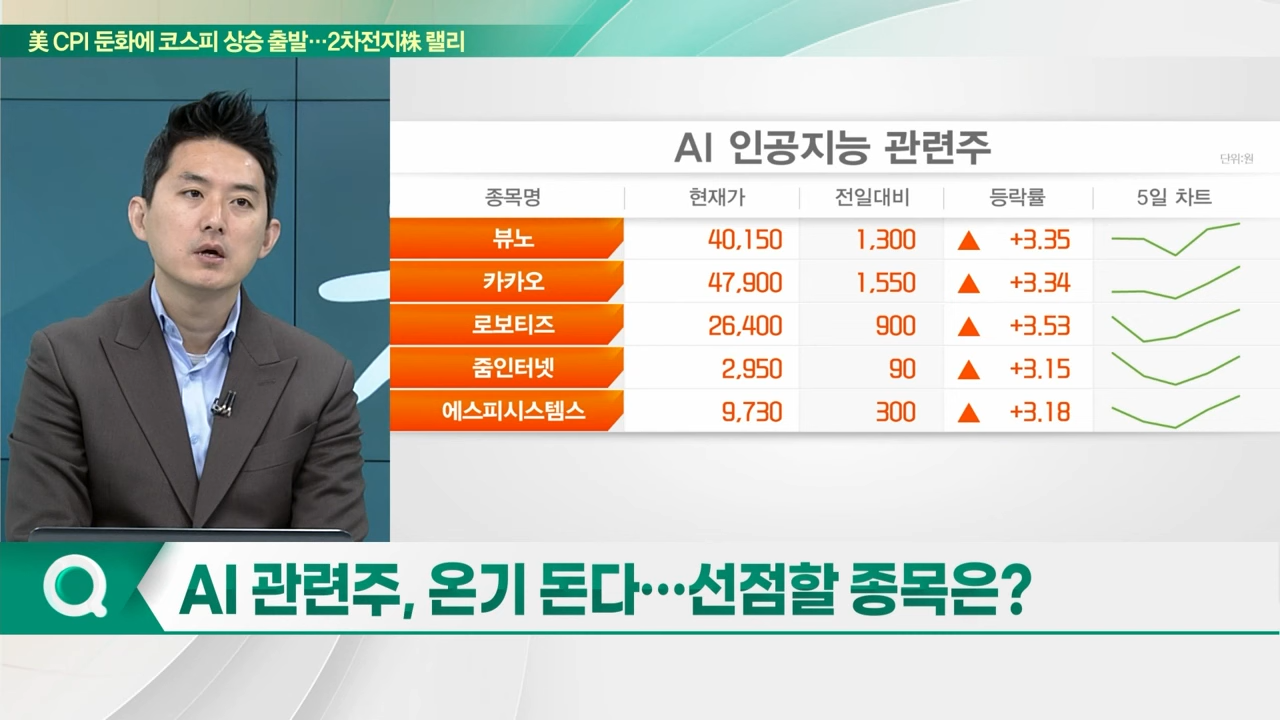 美 CPI 둔화에 코스피 상승 출발…2차전지株 랠리
AI 인공지능 관련주
단위:원
종목명 현재가 전일대비 등락률 5일 차트
뷰노 40,150 1,300 ▲ +3.35
카카오 47,900 1,550 ▲ +3.34
로보티즈 26,400 900 ▲ +3.53
줌인터넷 2,950 90 ▲ +3.15
에스피시스템스 9,730 300 ▲ +3.18
AI 관련주, 온기 돈다…선점할 종목은?